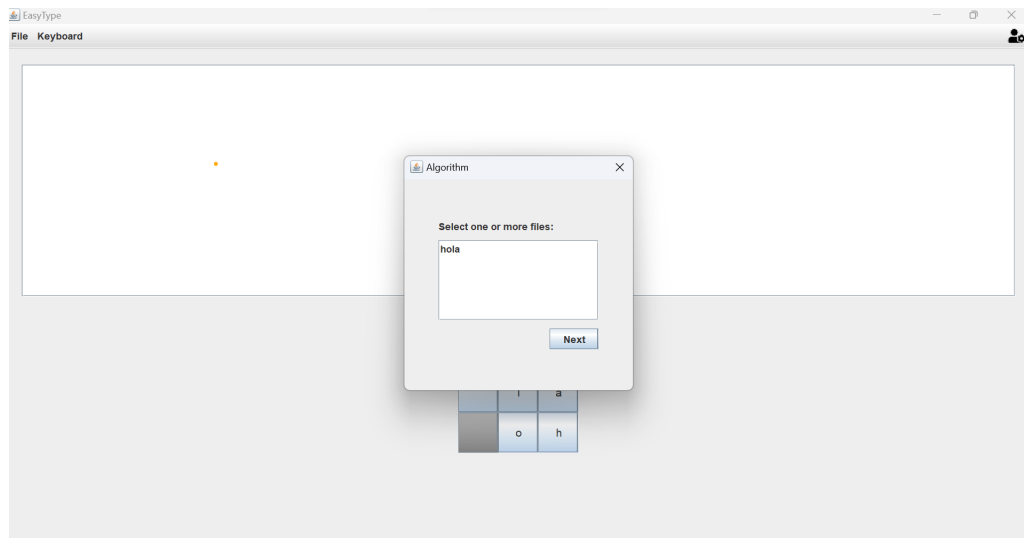 EasyType
File Keyboard
Algorithm
Select one or more files:
hola
Next
a
o h